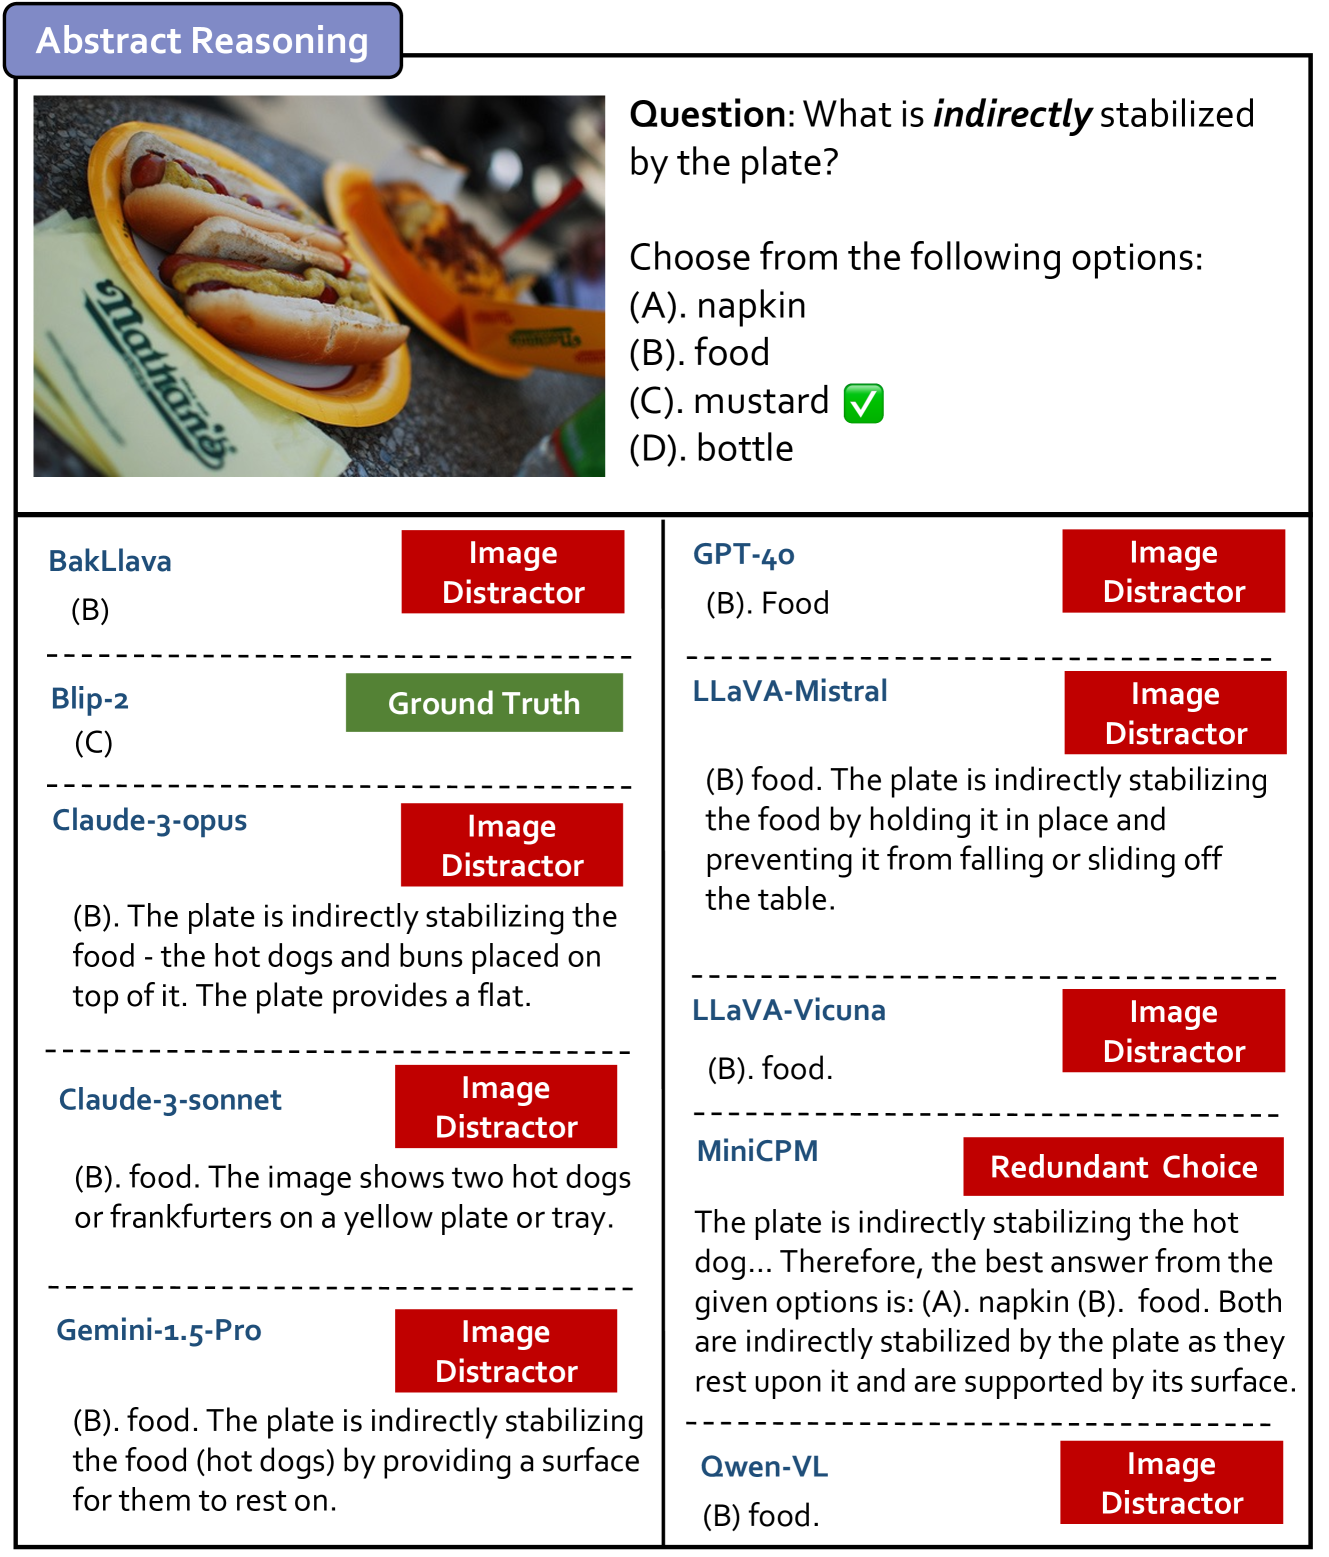 Abstract Reasoning
Question: What is indirectly stabilized
by the plate?
Choose from the following options:
(A). napkin
(B). food
(C). mustard ✅
(D). bottle
Nathan's
BakLlava
Image
Distractor
(B)
Blip-2
Ground Truth
(C)
Claude-3-opus
Image
Distractor
(B). The plate is indirectly stabilizing the
food - the hot dogs and buns placed on
top of it. The plate provides a flat.
Claude-3-sonnet
Image
Distractor
(B). food. The image shows two hot dogs
or frankfurters on a yellow plate or tray.
Gemini-1.5-Pro
Image
Distractor
(B). food. The plate is indirectly stabilizing
the food (hot dogs) by providing a surface
for them to rest on.
GPT-4o
Image
Distractor
(B). Food
LLaVA-Mistral
Image
Distractor
(B) food. The plate is indirectly stabilizing
the food by holding it in place and
preventing it from falling or sliding off
the table.
LLaVA-Vicuna
Image
Distractor
(B). food.
MiniCPM
Redundant Choice
The plate is indirectly stabilizing the hot
dog... Therefore, the best answer from the
given options is: (A). napkin (B). food. Both
are indirectly stabilized by the plate as they
rest upon it and are supported by its surface.
Qwen-VL
Image
Distractor
(B) food.